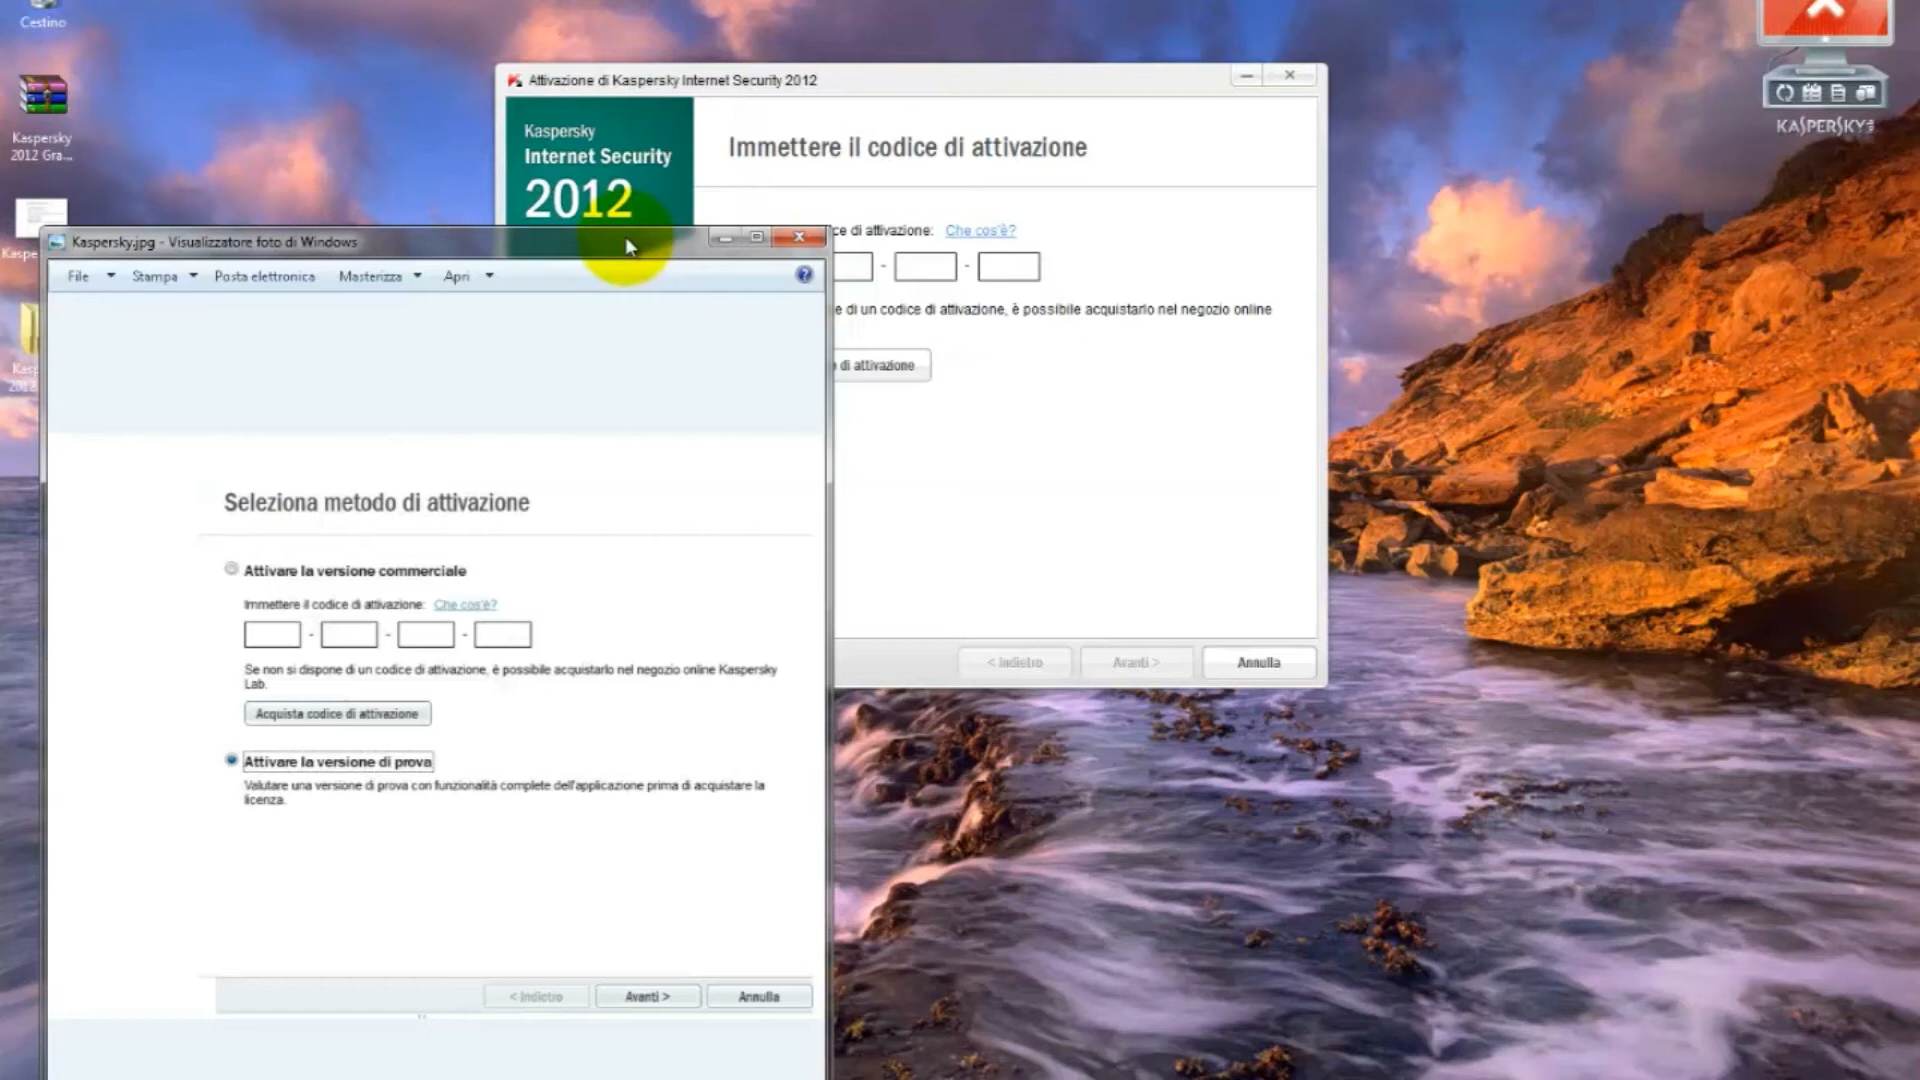 Cestino
Kaspersky
2012 Gra...
Attivazione di Kaspersky Internet Security 2012
Kaspersky
Internet Security
2012
Immettere il codice di attivazione
ce di attivazione: Che cos'è?
- -
e di un codice di attivazione, è possibile acquistarlo nel negozio online
di attivazione
< Indietro Avanti > Annulla
KASPERSKY
Kaspe
Kas
2012
Kaspersky.jpg - Visualizzatore foto di Windows
File Stampa Posta elettronica Masterizza Apri
Seleziona metodo di attivazione
Attivare la versione commerciale
Immettere il codice di attivazione: Che cos'è?
- - -
Se non si dispone di un codice di attivazione, è possibile acquistarlo nel negozio online Kaspersky
Lab.
Acquista codice di attivazione
Attivare la versione di prova
Valutare una versione di prova con funzionalità complete dell'applicazione prima di acquistare la
licenza.
< Indietro Avanti > Annulla